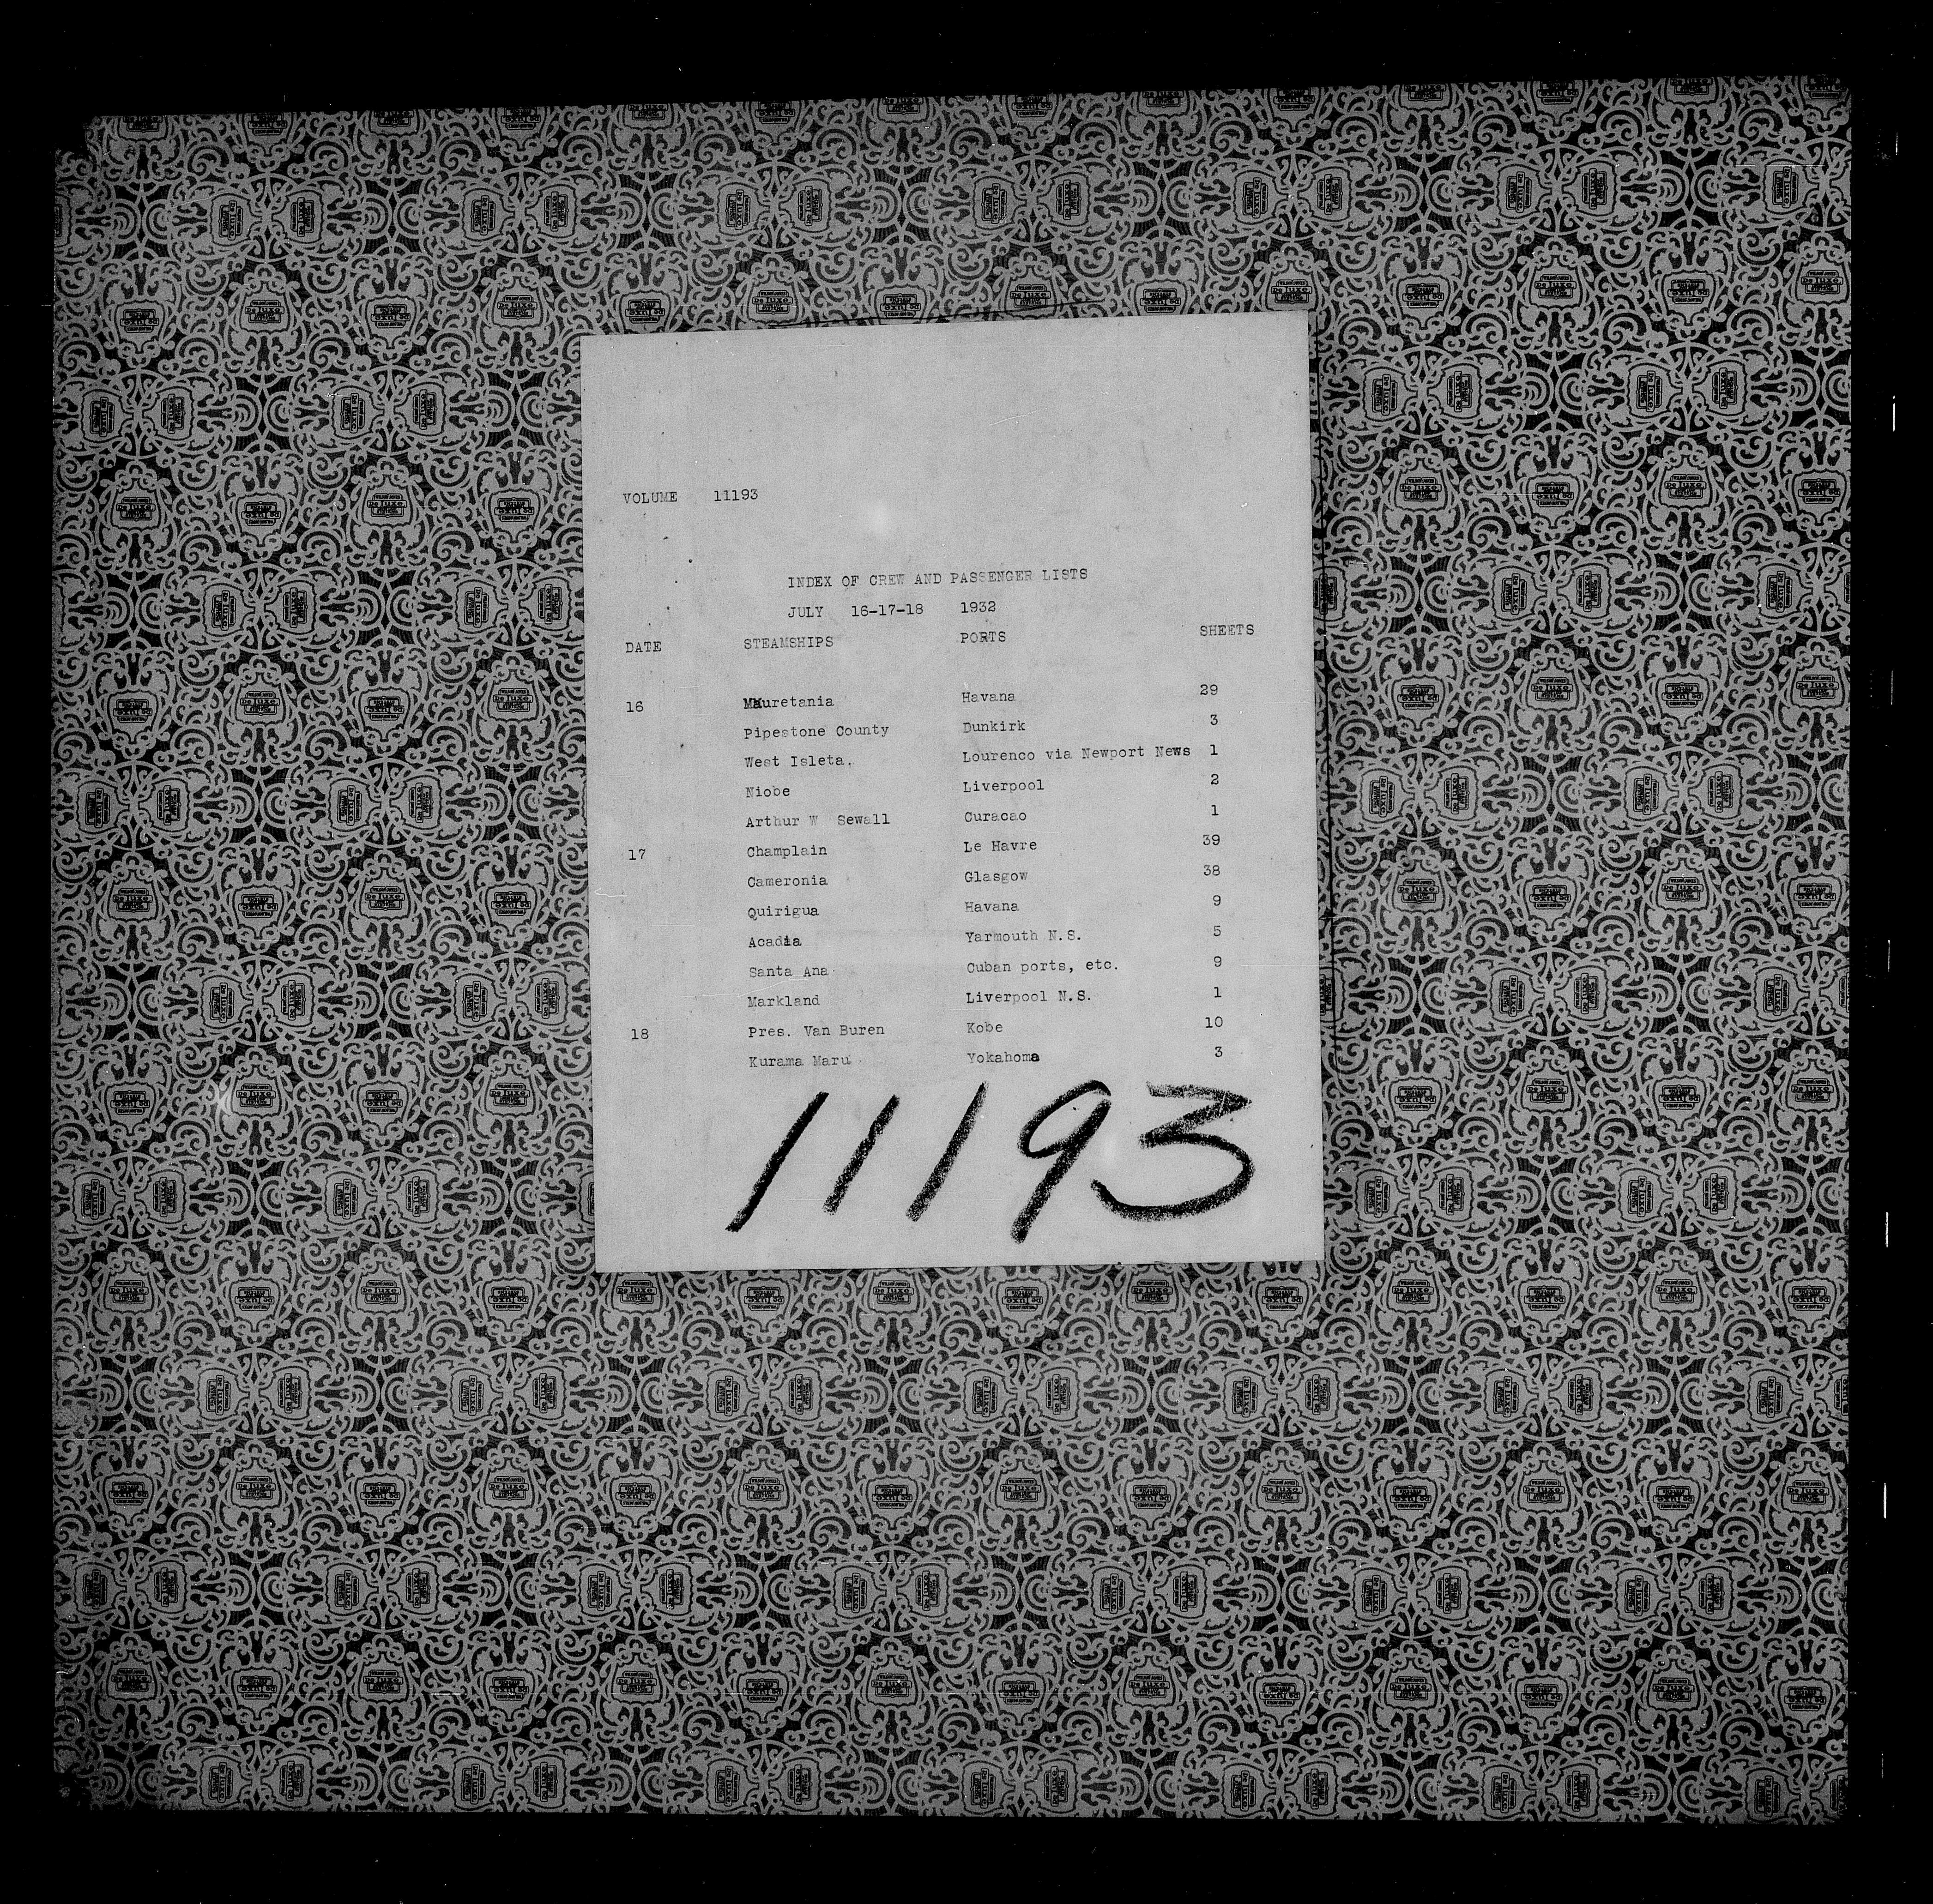 VOLUME 11193
INDEX OF CREW AND PASSENGER LISTS
JULY 16-17-18 1932
DATE STEAMSHIPS PORTS SHEETS
16 Mauretania Havana 29
Pipestone County Dunkirk 3
West Isleta. Lourenco via Newport News 1
Niobe Liverpool 2
Arthur W Sewall Curacao 1
17 Champlain Le Havre 39
Cameronia Glasgow 38
Quirigua Havana 9
Acadia Yarmouth N.S. 5
Santa Ana Cuban ports, etc. 9
Markland Liverpool N.S. 1
18 Pres. Van Buren Kobe 10
Kurama Maru Yokahoma 3
11193
De Luxe